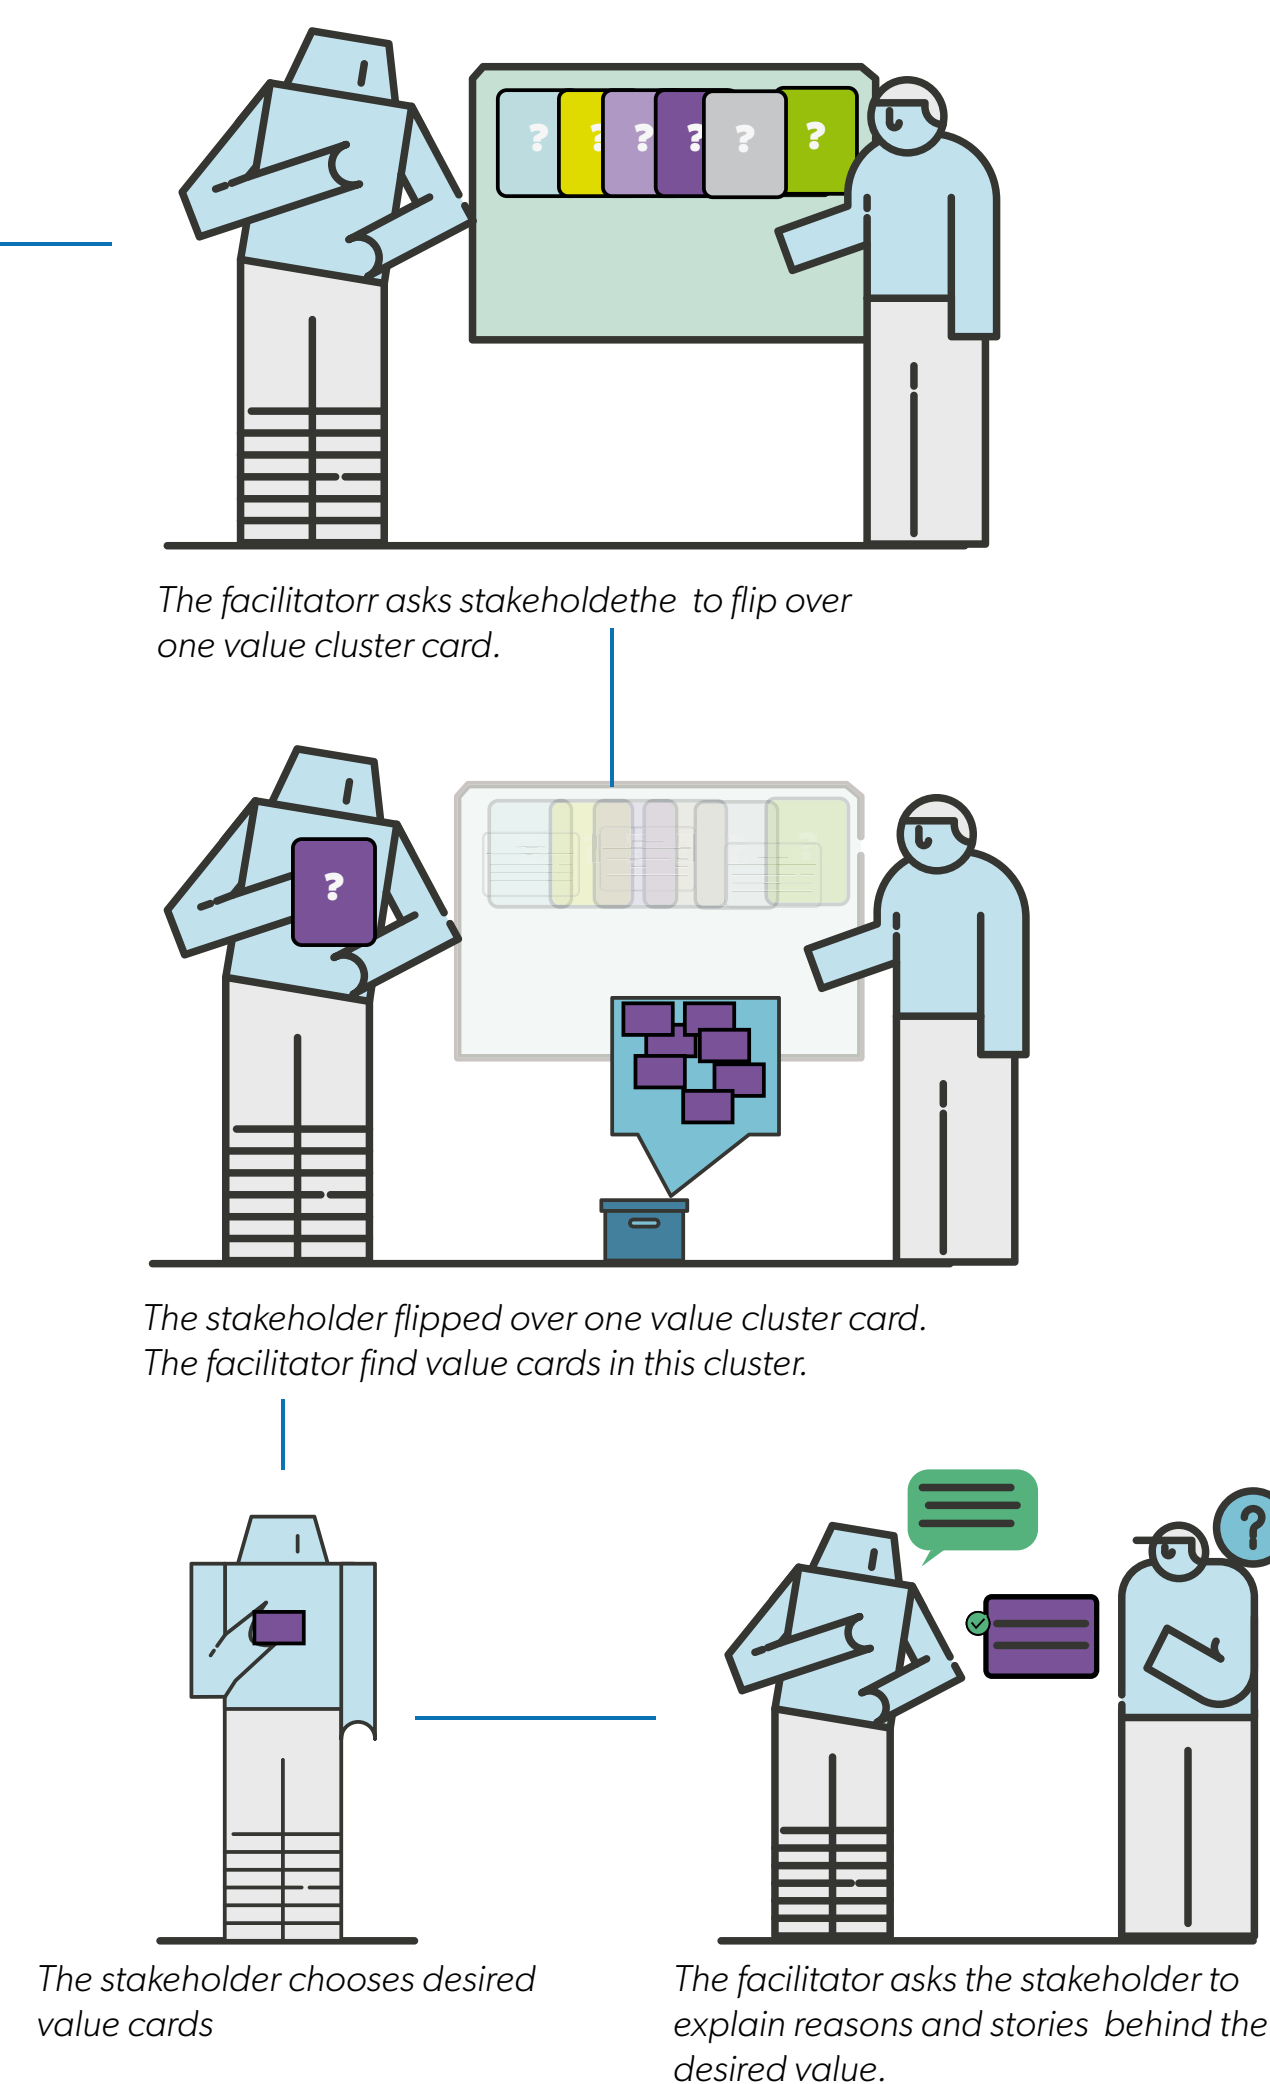 ?
?
?
?
?
?
The facilitatorr asks stakeholdethe  to flip over
one value cluster card.
?
The stakeholder flipped over one value cluster card.
The facilitator find value cards in this cluster.
?
The stakeholder chooses desired
value cards
The facilitator asks the stakeholder to
explain reasons and stories  behind the
desired value.